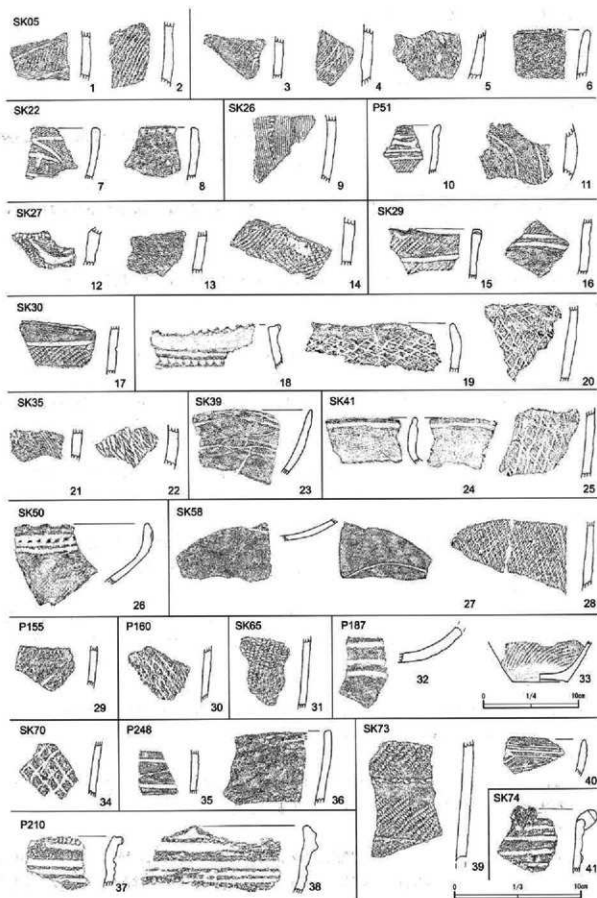 SK05
1 2 3 4 5 6
SK22 SK26 P51
7 8 9 10 11
SK27 SK29
12 13 14 15 16
SK30
17 18 19 20
SK35 SK39 SK41
21 22 23 24 25
SK50 SK58
26 27 28
P155 P160 SK65 P187
29 30 31 32 33
0 1/4 10cm
SK70 P248 SK73
34 35 36 40
SK74
P210
37 38 39 41
0 1/3 10cm